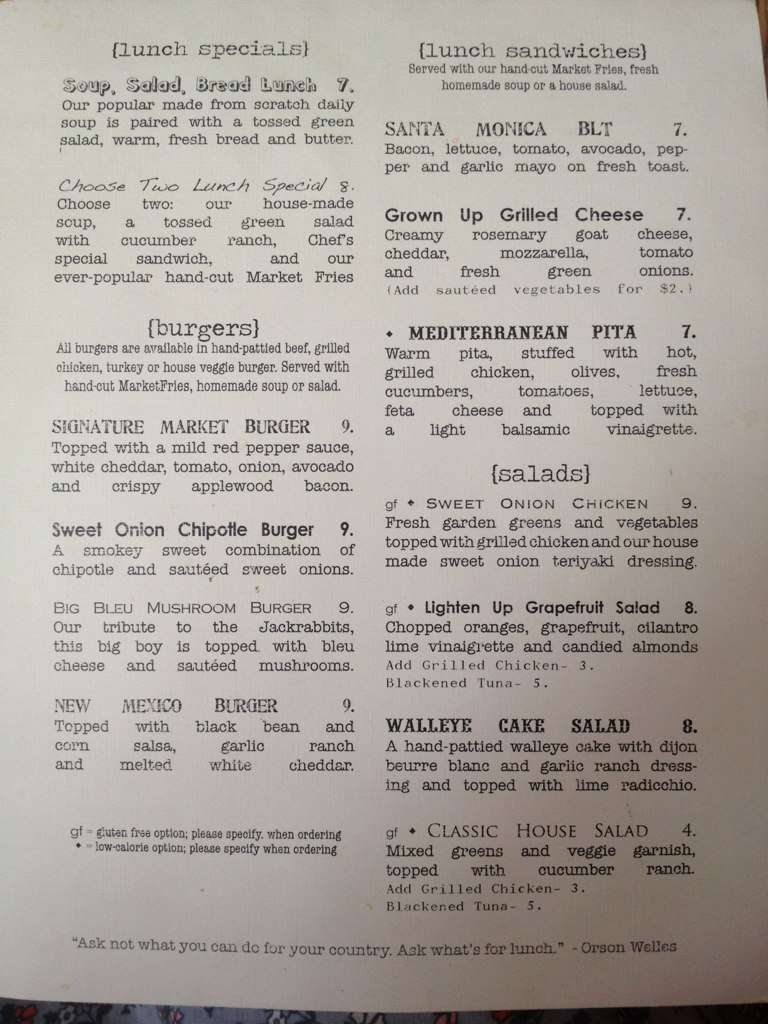 {lunch specials}
Soup, Salad, Bread Lunch 7.
Our popular made from scratch daily
soup is paired with a tossed green
salad, warm, fresh bread and butter.
Choose Two Lunch Special 8.
Choose two: our house-made
soup, a tossed green salad
with cucumber ranch, Chef's
special sandwich, and our
ever-popular hand-cut Market Fries
{burgers}
All burgers are available in hand-pattied beef, grilled
chicken, turkey or house veggie burger. Served with
hand-cut MarketFries, homemade soup or salad.
SIGNATURE MARKET BURGER 9.
Topped with a mild red pepper sauce,
white cheddar, tomato, onion, avocado
and crispy applewood bacon.
Sweet Onion Chipotle Burger 9.
A smokey sweet combination of
chipotle and sautéed sweet onions.
BIG BLEU MUSHROOM BURGER 9.
Our tribute to the Jackrabbits,
this big boy is topped with bleu
cheese and sautéed mushrooms.
NEW MEXICO BURGER 9.
Topped with black bean and
corn salsa, garlic ranch
and melted white cheddar.
gf = gluten free option; please specify. when ordering
♦ = low-calorie option; please specify when ordering
{lunch sandwiches}
Served with our hand-cut Market Fries, fresh
homemade soup or a house salad.
SANTA MONICA BLT 7.
Bacon, lettuce, tomato, avocado, pep-
per and garlic mayo on fresh toast.
Grown Up Grilled Cheese 7.
Creamy rosemary goat cheese,
cheddar, mozzarella, tomato
and fresh green onions.
(Add sautéed vegetables for $2.)
♦ MEDITERRANEAN PITA 7.
Warm pita, stuffed with hot,
grilled chicken, olives, fresh
cucumbers, tomatoes, lettuce,
feta cheese and topped with
a light balsamic vinaigrette.
{salads}
gf ♦ SWEET ONION CHICKEN 9.
Fresh garden greens and vegetables
topped with grilled chicken and our house
made sweet onion teriyaki dressing.
gf ♦ Lighten Up Grapefruit Salad 8.
Chopped oranges, grapefruit, cilantro
lime vinaigrette and candied almonds
Add Grilled Chicken- 3.
Blackened Tuna- 5.
WALLEYE CAKE SALAD 8.
A hand-pattied walleye cake with dijon
beurre blanc and garlic ranch dress-
ing and topped with lime radicchio.
gf ♦ CLASSIC HOUSE SALAD 4.
Mixed greens and veggie garnish,
topped with cucumber ranch.
Add Grilled Chicken- 3.
Blackened Tuna- 5.
"Ask not what you can do for your country. Ask what's for lunch." - Orson Welles